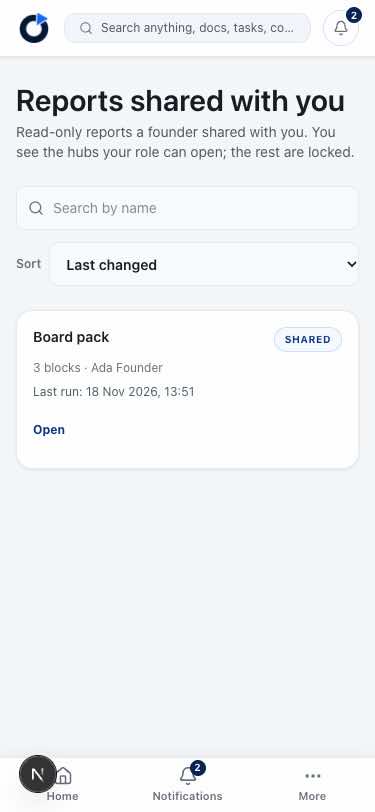 Search anything, docs, tasks, co...
2
Reports shared with you
Read-only reports a founder shared with you. You
see the hubs your role can open; the rest are locked.
Search by name
Sort
Last changed
Board pack
SHARED
3 blocks · Ada Founder
Last run: 18 Nov 2026, 13:51
Open
N
2
Home
Notifications
More